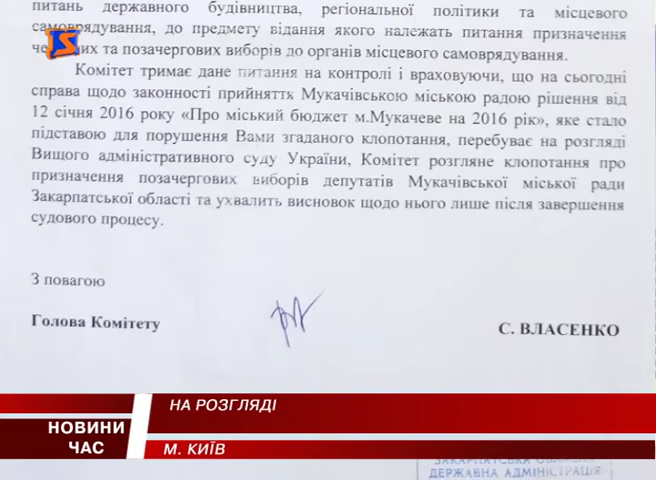 питань державного будівництва, регіональної політики та місцевого
самоврядування, до предмету відання якого належать питання призначення
чергових та позачергових виборів до органів місцевого самоврядування.
Комітет тримає дане питання на контролі і враховуючи, що на сьогодні
справа щодо законності прийняття Мукачівською міською радою рішення від
12 січня 2016 року «Про міський бюджет м.Мукачеве на 2016 рік», яке стало
підставою для порушення Вами згаданого клопотання, перебуває на розгляді
Вищого адміністративного суду України, Комітет розгляне клопотання про
призначення позачергових виборів депутатів Мукачівської міської ради
Закарпатської області та ухвалить висновок щодо нього лише після завершення
судового процесу.
З повагою
Голова Комітету
С. ВЛАСЕНКО
НА РОЗГЛЯДІ
НОВИНИ
ЧАС
М. КИЇВ
ЗАКАРПАТСЬКА
ДЕРЖАВНА АДМІНІСТРАЦІЯ